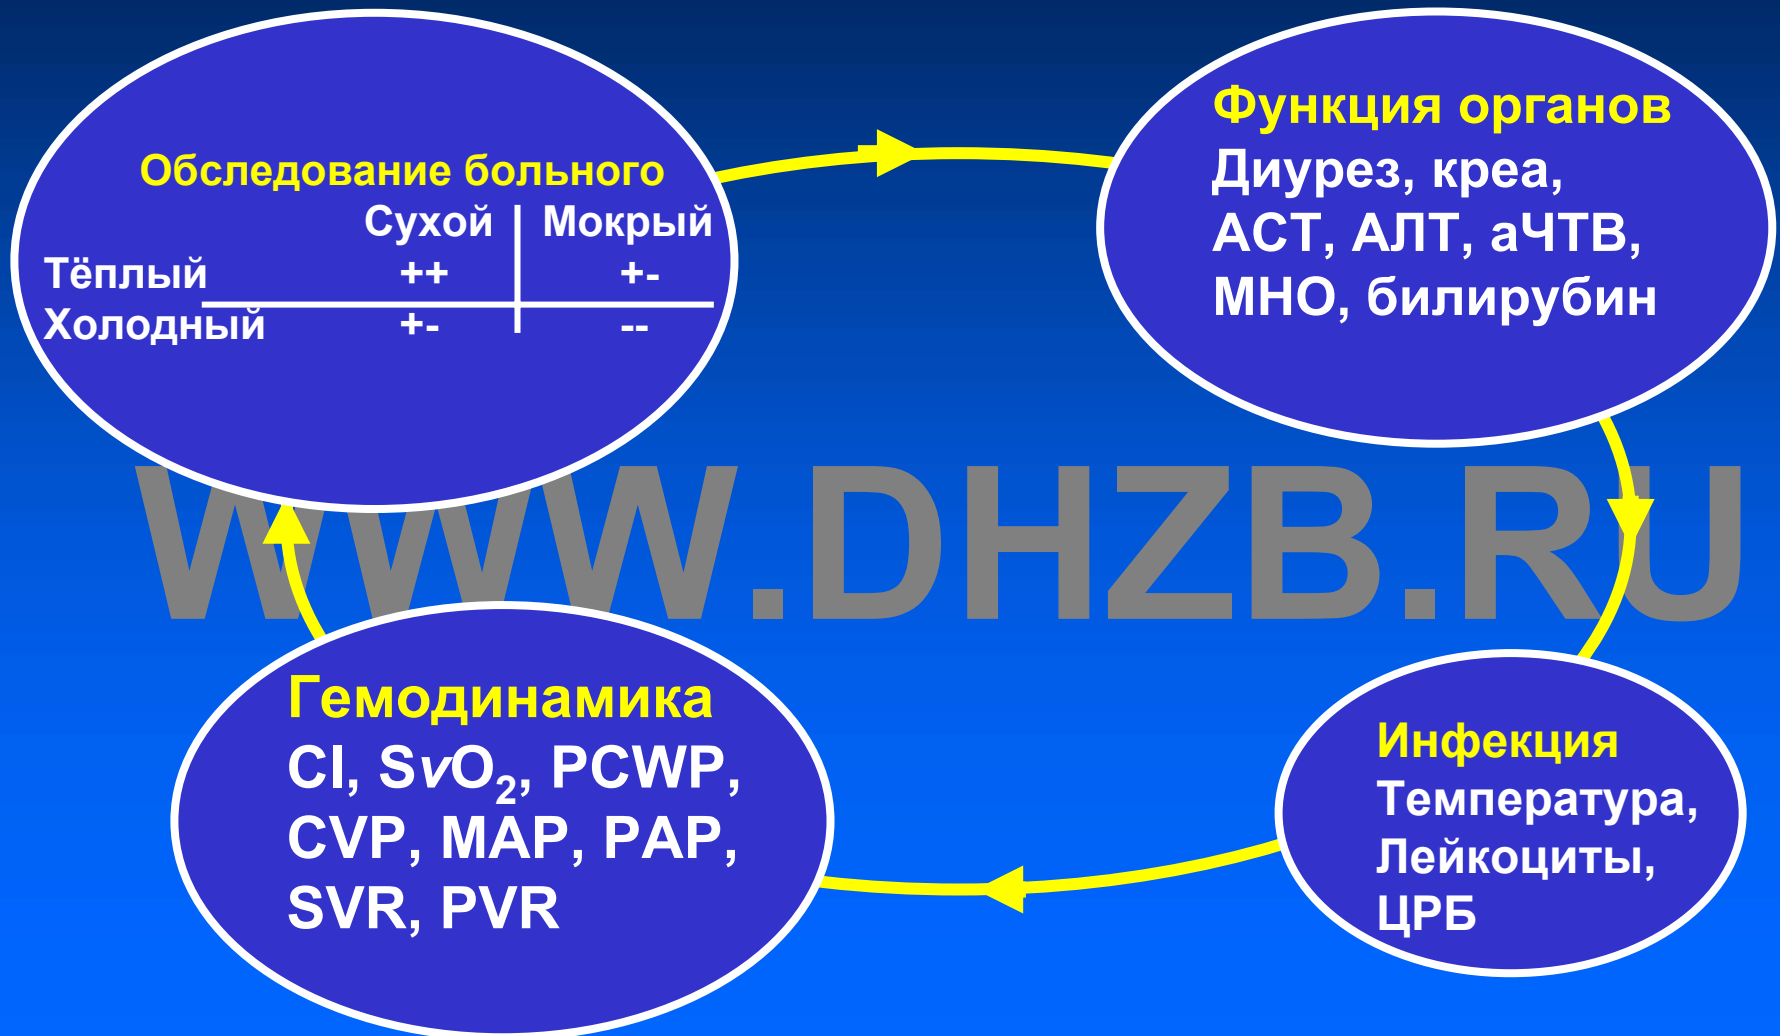 Обследование больного
Сухой Мокрый
Тёплый ++ +-
Холодный +- --
Функция органов
Диурез, креа,
АСТ, АЛТ, аЧТВ,
МНО, билирубин
WWW.DHZB.RU
Гемодинамика
CI, SvO2, PCWP,
CVP, MAP, PAP,
SVR, PVR
Инфекция
Температура,
Лейкоциты,
ЦРБ